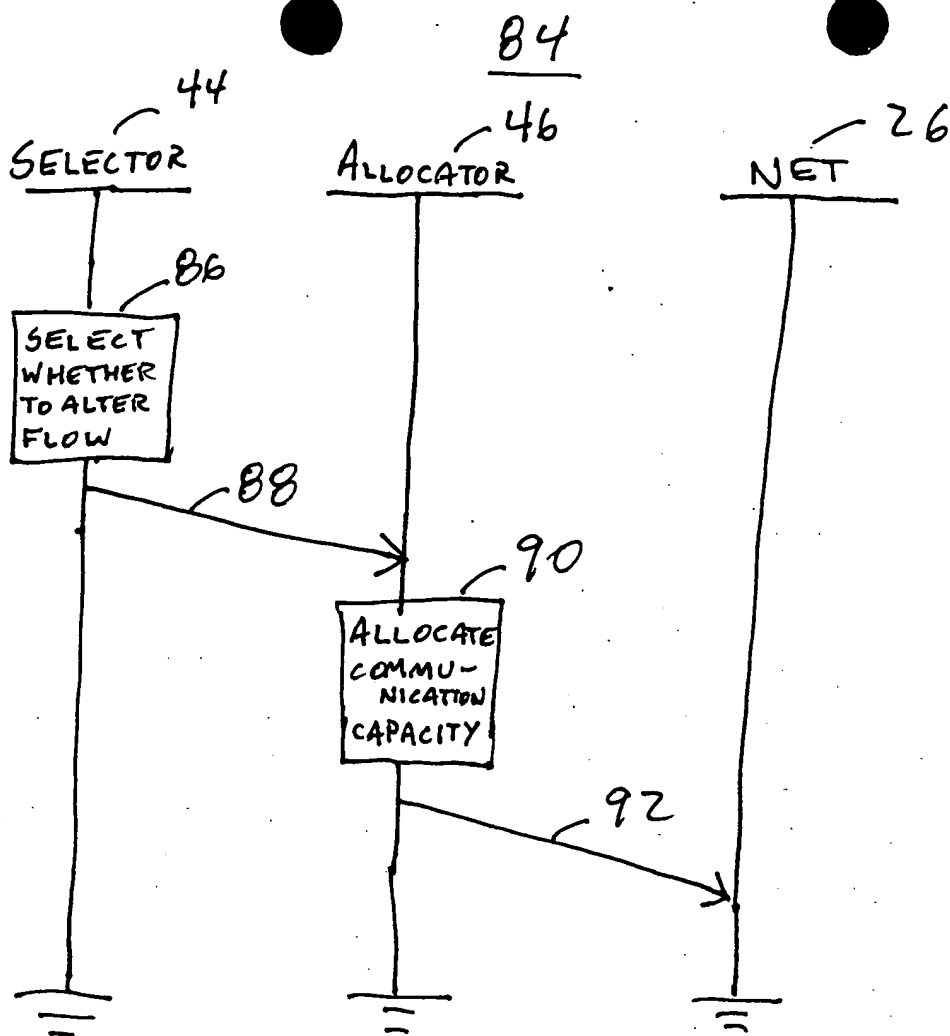 84
44
46
26
SELECTOR
ALLOCATOR
NET
86
SELECT
WHETHER
TO ALTER
FLOW
88
90
ALLOCATE
COMMU-
NICATION
CAPACITY
92